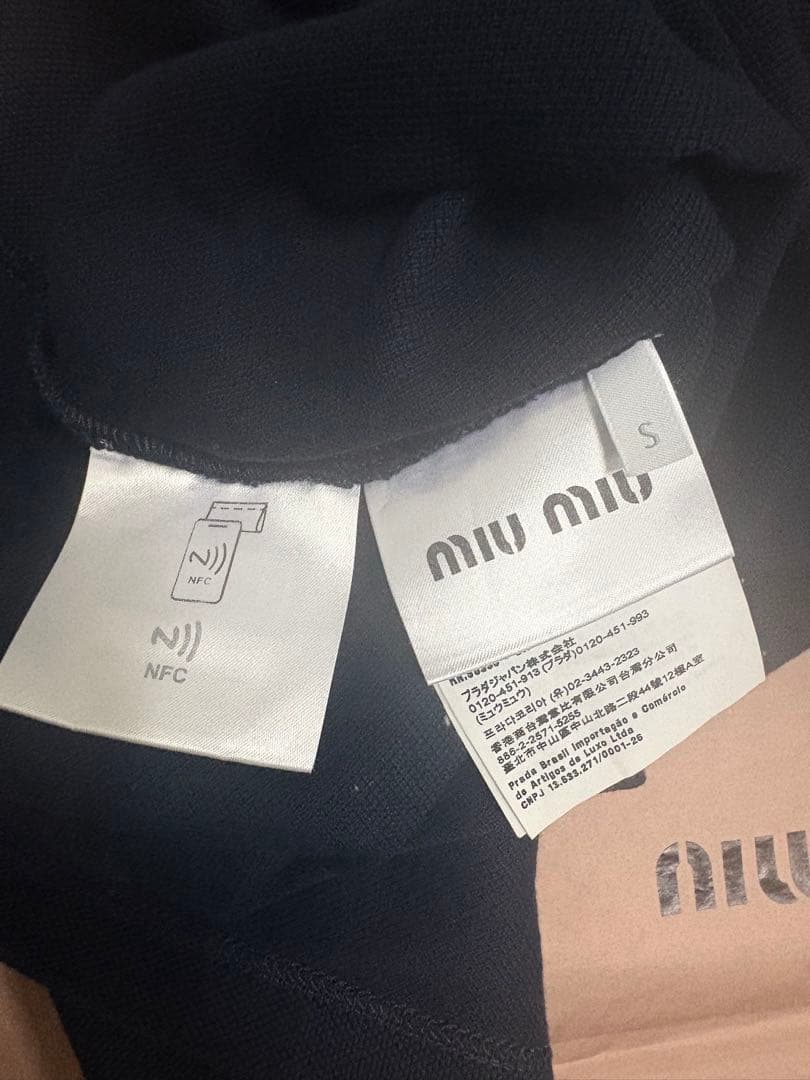 NFC
NFC
S
miu miu
プラダジャパン株式会社
0120-451-913 (プラダ)0120-451-993
(ミュウミュウ)
프라다코리아 (유)02-3443-2323
香港商台灣普比有限公司台灣分公司
886-2-2571-5255
臺北市中山區中山北路二段44號12樓A室
Prada Brasil Importação e Comércio
de Artigos de Luxo Ltda
CNPJ 13.633.271/0001-26
miu